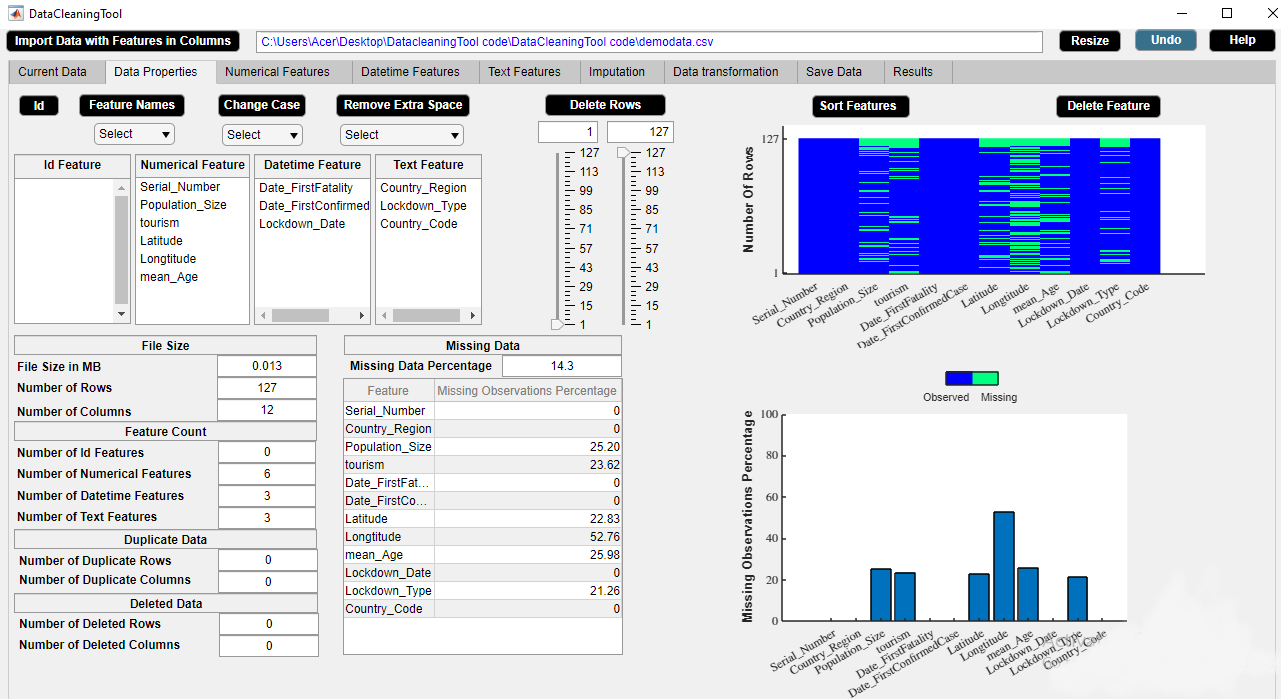 DataCleaningTool
Import Data with Features in Columns
C:\Users\Acer\Desktop\DatacleaningTool code\DataCleaningTool code\demodata.csv
Resize
Undo
Help
Current Data
Data Properties
Numerical Features
Datetime Features
Text Features
Imputation
Data transformation
Save Data
Results
Id
Feature Names
Change Case
Remove Extra Space
Delete Rows
Sort Features
Delete Feature
Select
Select
Select
1
127
Id Feature
Numerical Feature
Serial_Number
Population_Size
tourism
Latitude
Longtitude
mean_Age
Datetime Feature
Date_FirstFatality
Date_FirstConfirmed
Lockdown_Date
Text Feature
Country_Region
Lockdown_Type
Country_Code
127
113
99
85
71
57
43
29
15
1
127
113
99
85
71
57
43
29
15
1
Number Of Rows
127
1
Serial_Number
Country_Region
Population_Size
tourism
Date_FirstFatality
Date_FirstConfirmedCase
Latitude
Longtitude
mean_Age
Lockdown_Date
Lockdown_Type
Country_Code
File Size
File Size in MB 0.013
Number of Rows 127
Number of Columns 12
Feature Count
Number of Id Features 0
Number of Numerical Features 6
Number of Datetime Features 3
Number of Text Features 3
Duplicate Data
Number of Duplicate Rows 0
Number of Duplicate Columns 0
Deleted Data
Number of Deleted Rows 0
Number of Deleted Columns 0
Missing Data
Missing Data Percentage 14.3
Feature Missing Observations Percentage
Serial_Number 0
Country_Region 0
Population_Size 25.20
tourism 23.62
Date_FirstFat... 0
Date_FirstCo... 0
Latitude 22.83
Longtitude 52.76
mean_Age 25.98
Lockdown_Date 0
Lockdown_Type 21.26
Country_Code 0
Observed Missing
Missing Observations Percentage
100
80
60
40
20
0
Serial_Number
Country_Region
Population_Size
tourism
Date_FirstFatality
Date_FirstConfirmedCase
Latitude
Longtitude
mean_Age
Lockdown_Date
Lockdown_Type
Country_Code